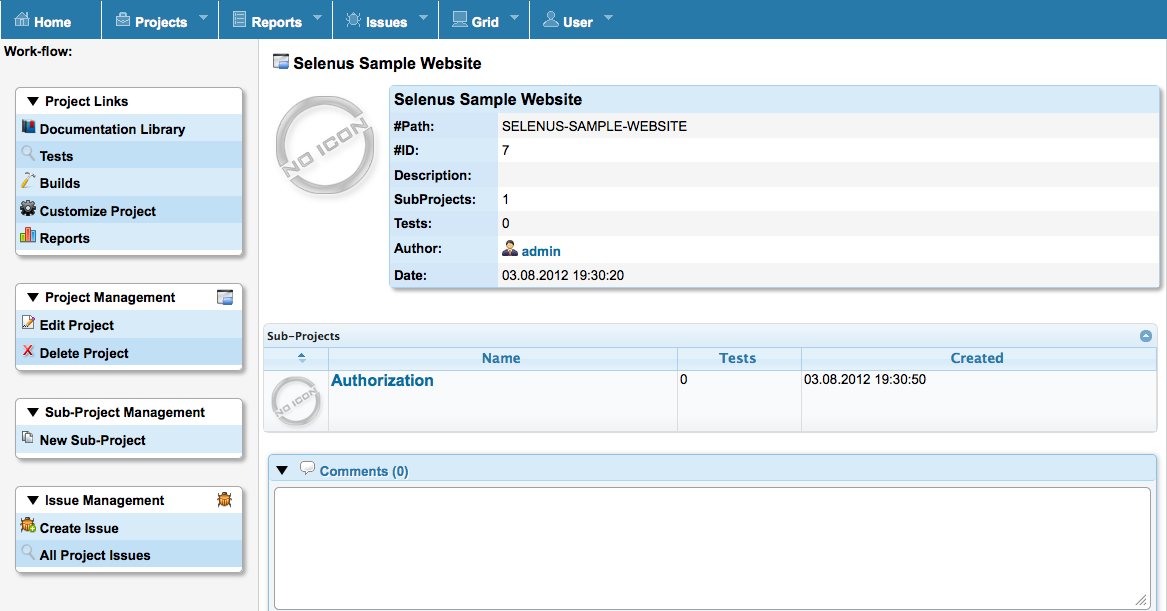 Home Projects Reports Issues Grid User
Work-flow:
Project Links
Documentation Library
Tests
Builds
Customize Project
Reports
Project Management
Edit Project
Delete Project
Sub-Project Management
New Sub-Project
Issue Management
Create Issue
All Project Issues
Selenus Sample Website
NO ICON
Selenus Sample Website
#Path: SELENUS-SAMPLE-WEBSITE
#ID: 7
Description:
SubProjects: 1
Tests: 0
Author: admin
Date: 03.08.2012 19:30:20
Sub-Projects
Name Tests Created
NO ICON Authorization 0 03.08.2012 19:30:50
Comments (0)